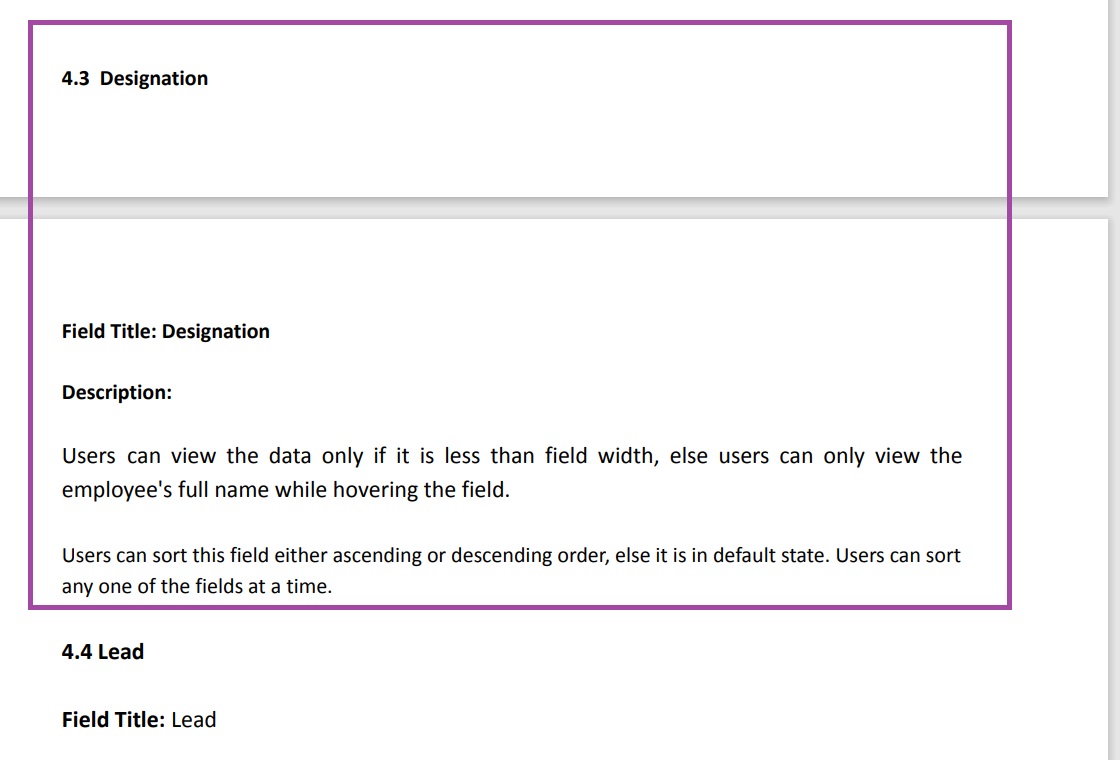 4.3 Designation
Field Title: Designation
Description:
Users can view the data only if it is less than field width, else users can only view the
employee's full name while hovering the field.
Users can sort this field either ascending or descending order, else it is in default state. Users can sort
any one of the fields at a time.
4.4 Lead
Field Title: Lead